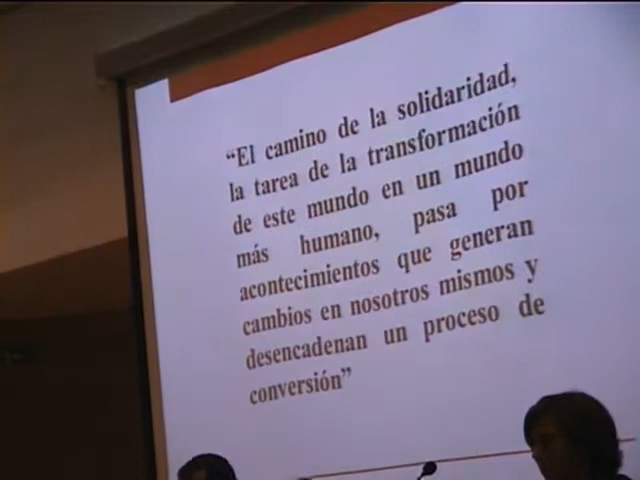 “El camino de la solidaridad,
la tarea de la transformación
de este mundo en un mundo
más humano, pasa por
acontecimientos que generan
cambios en nosotros mismos y
desencadenan un proceso de
conversión”